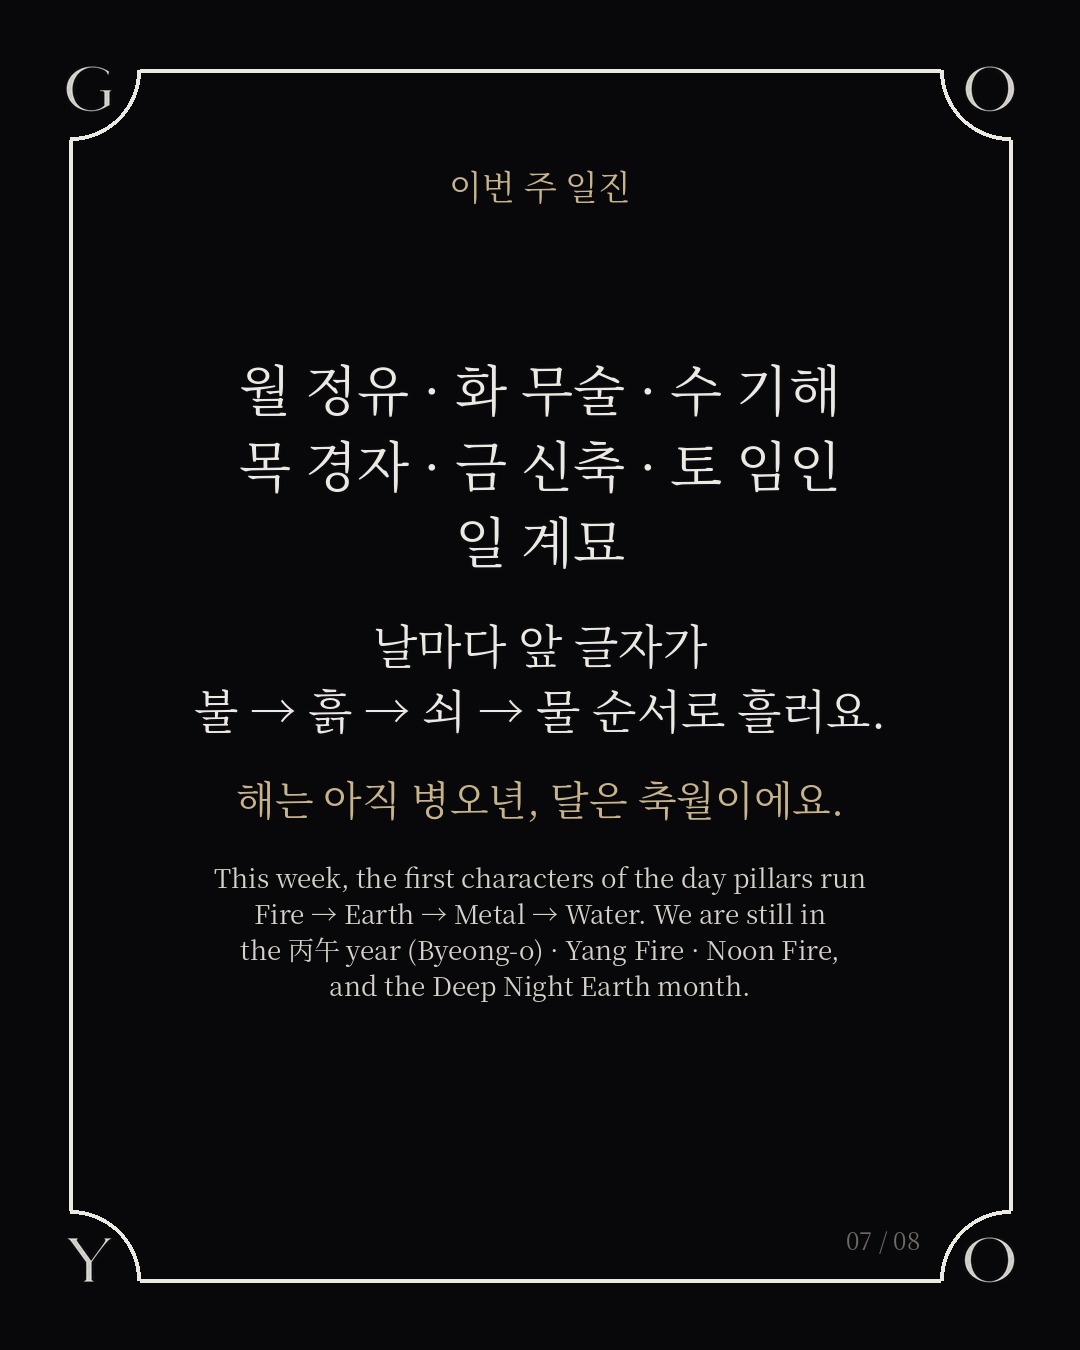 G
O
이번 주 일진
월 정유 · 화 무술 · 수 기해
목 경자 · 금 신축 · 토 임인
일 계묘
날마다 앞 글자가
불 → 흙 → 쇠 → 물 순서로 흘러요.
해는 아직 병오년, 달은 축월이에요.
This week, the first characters of the day pillars run
Fire → Earth → Metal → Water. We are still in
the 丙午 year (Byeong-o) · Yang Fire · Noon Fire,
and the Deep Night Earth month.
07 / 08
Y
O